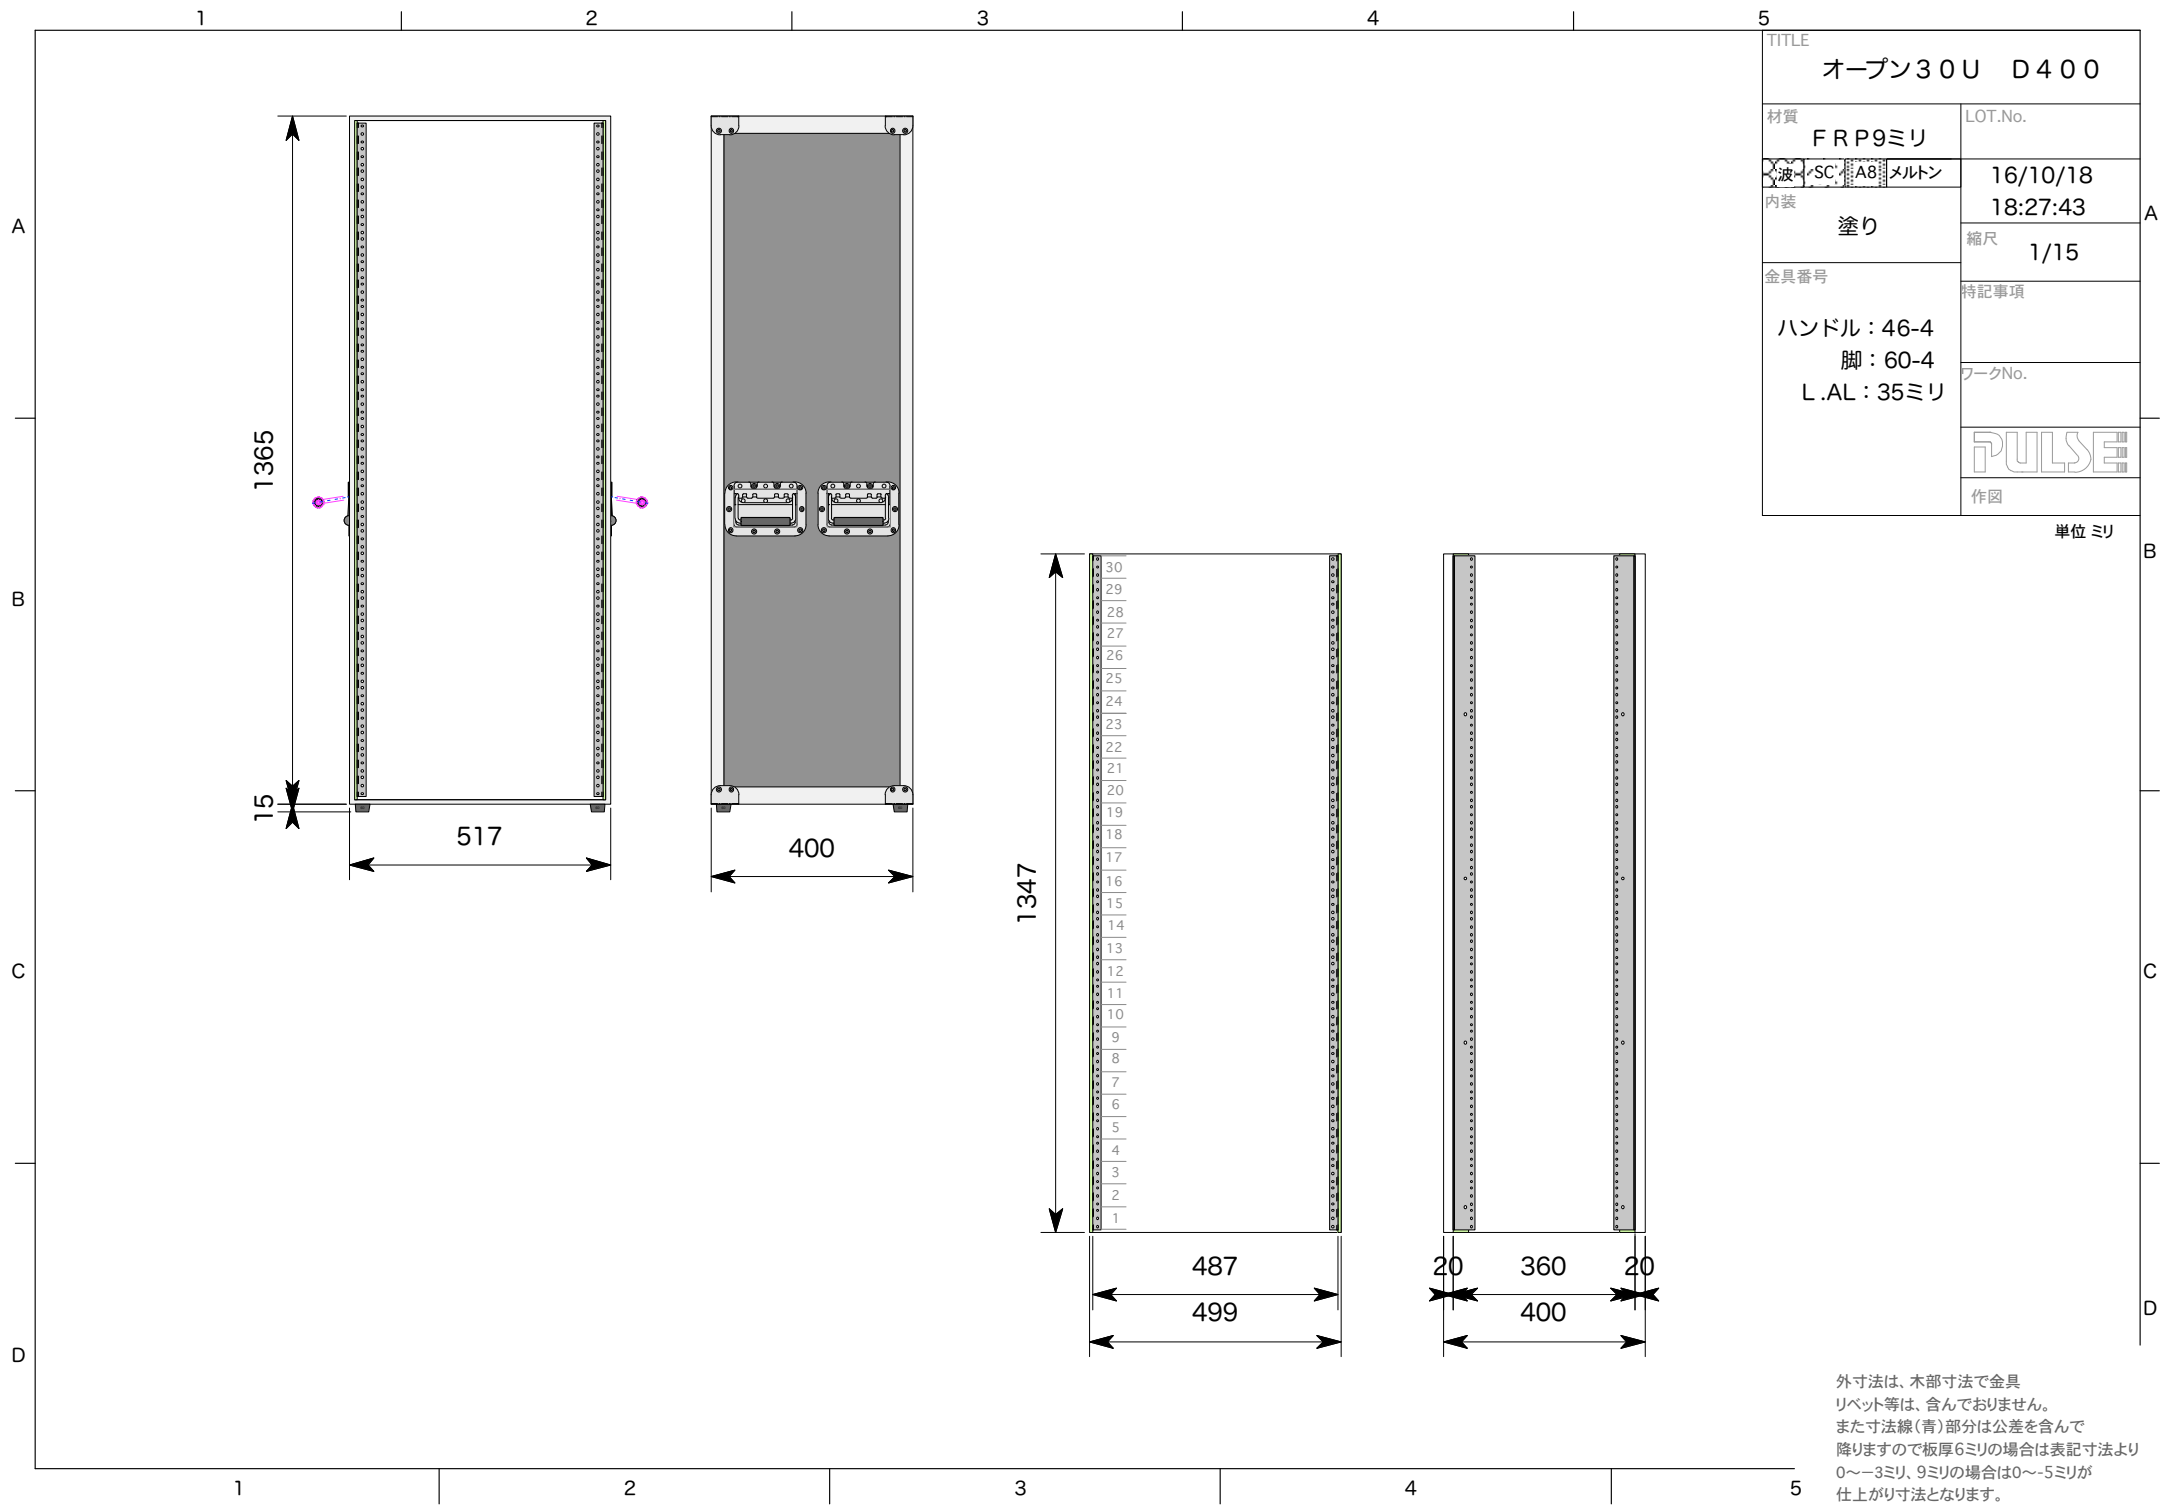 1 2 3 4 5
TITLE
オープン３０Ｕ　Ｄ４００
材質
ＦＲＰ9ミリ
LOT.No.
波 SC A8 メルトン
16/10/18
18:27:43
内装
塗り
縮尺
1/15
金具番号
特記事項
ハンドル：46-4
脚：60-4
Ｌ.AL：35ミリ
ワークNo.
PULSE
作図
単位 ミリ
A
B
C
D
A
B
C
D
1365
15
517
400
1347
30
29
28
27
26
25
24
23
22
21
20
19
18
17
16
15
14
13
12
11
10
9
8
7
6
5
4
3
2
1
487
499
20 360 20
400
外寸法は、木部寸法で金具
リベット等は、含んでおりません。
また寸法線（青）部分は公差を含んで
降りますので板厚6ミリの場合は表記寸法より
0〜−3ミリ、9ミリの場合は0〜-5ミリが
仕上がり寸法となります。
1 2 3 4 5